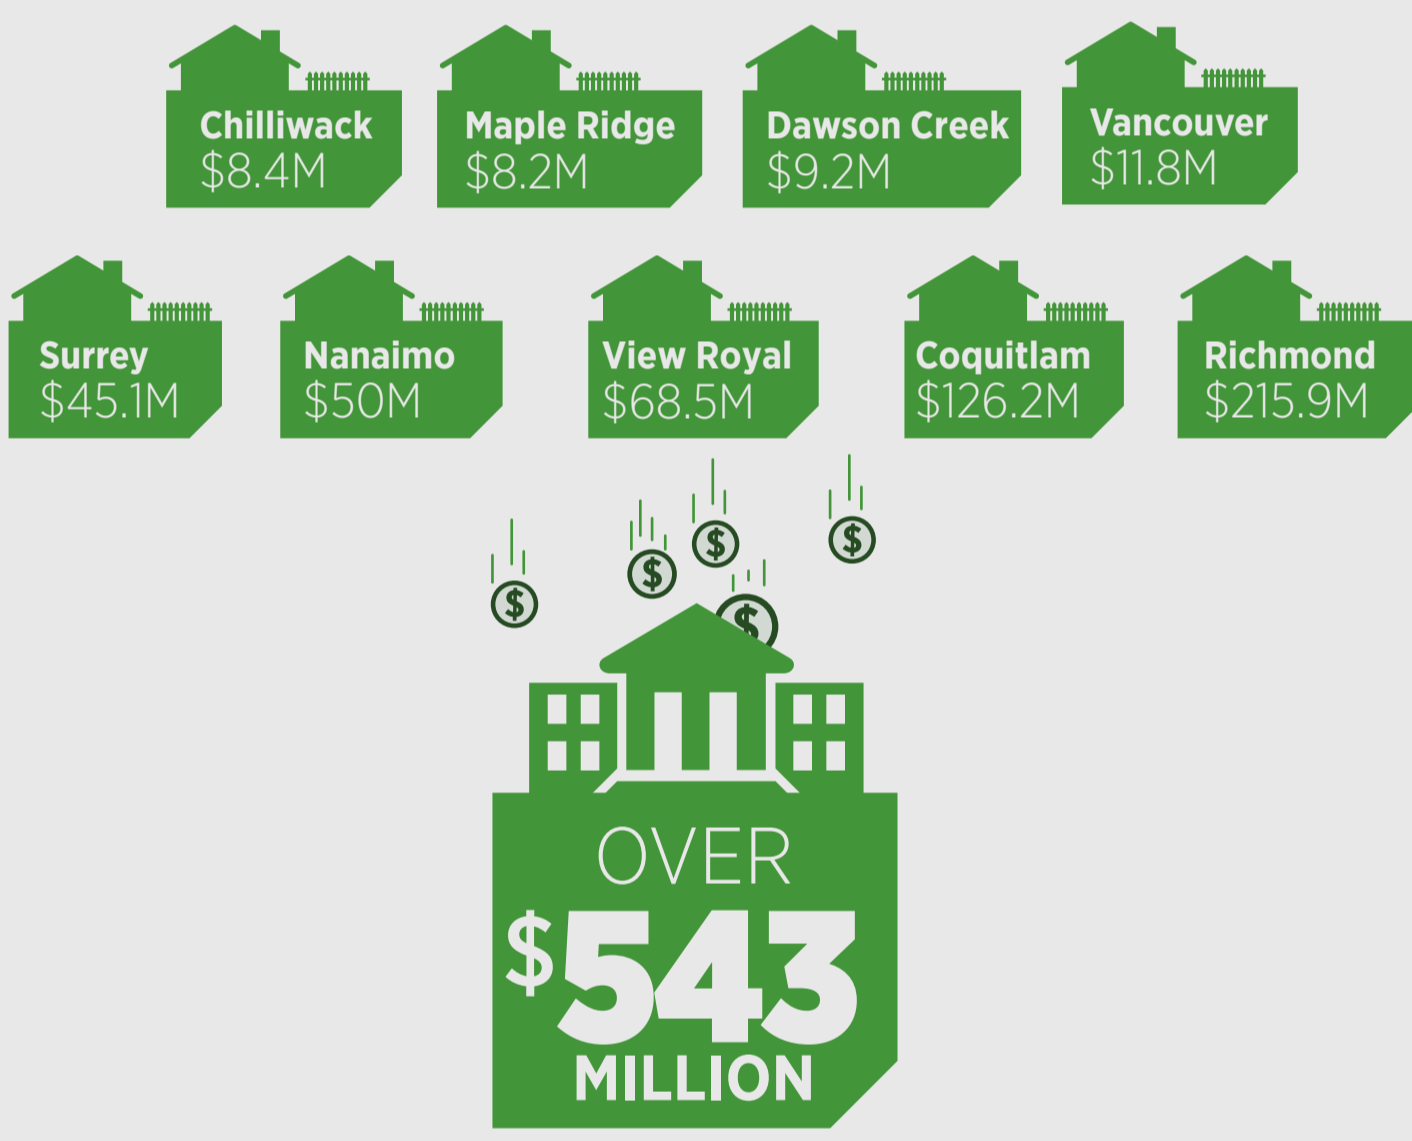 Chilliwack
$8.4M
Maple Ridge
$8.2M
Dawson Creek
$9.2M
Vancouver
$11.8M
Surrey
$45.1M
Nanaimo
$50M
View Royal
$68.5M
Coquitlam
$126.2M
Richmond
$215.9M
$
$
$
$
$
OVER
$543
MILLION